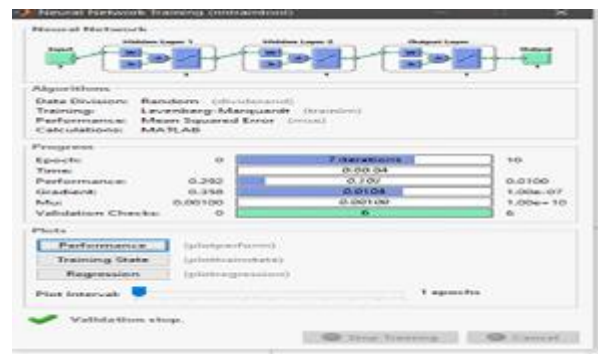 Neural Network Training (nntraintool)
Neural Network
Hidden Layer 1 Hidden Layer 2 Output Layer
Input Output
Algorithms
Data Division: Random (dividerand)
Training: Levenberg-Marquardt (trainlm)
Performance: Mean Squared Error (mse)
Calculations: MATLAB
Progress
Epoch: 0 7 iterations 10
Time: 0:00:04
Performance: 0.292 0.107 0.0100
Gradient: 0.358 0.0104 1.00e-07
Mu: 0.00100 0.00100 1.00e+10
Validation Checks: 0 6 6
Plots
Performance (plotperform)
Training State (plottrainstate)
Regression (plotregression)
Plot Interval: 1 epochs
Validation stop.
Stop Training Cancel